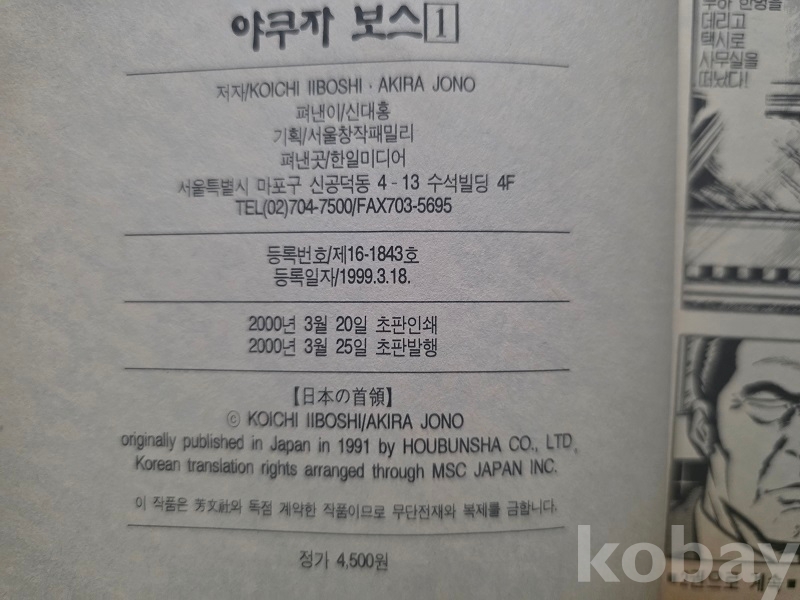 야쿠자 보스 1
저자/KOICHI IIBOSHI · AKIRA JONO
펴낸이/신대홍
기획/서울창작패밀리
펴낸곳/한일미디어
서울특별시 마포구 신공덕동 4 - 13 수석빌딩 4F
TEL(02)704-7500/FAX703-5695
등록번호/제16-1843호
등록일자/1999.3.18.
2000년 3월 20일 초판인쇄
2000년 3월 25일 초판발행
【日本の首領】
© KOICHI IIBOSHI/AKIRA JONO
originally published in Japan in 1991 by HOUBUNSHA CO., LTD,
Korean translation rights arranged through MSC JAPAN INC.
이 작품은 芳文社와 독점 계약한 작품이므로 무단전재와 복제를 금합니다.
정가 4,500원
데리고
택시로
사무실을
떠났다!
계속
kobay